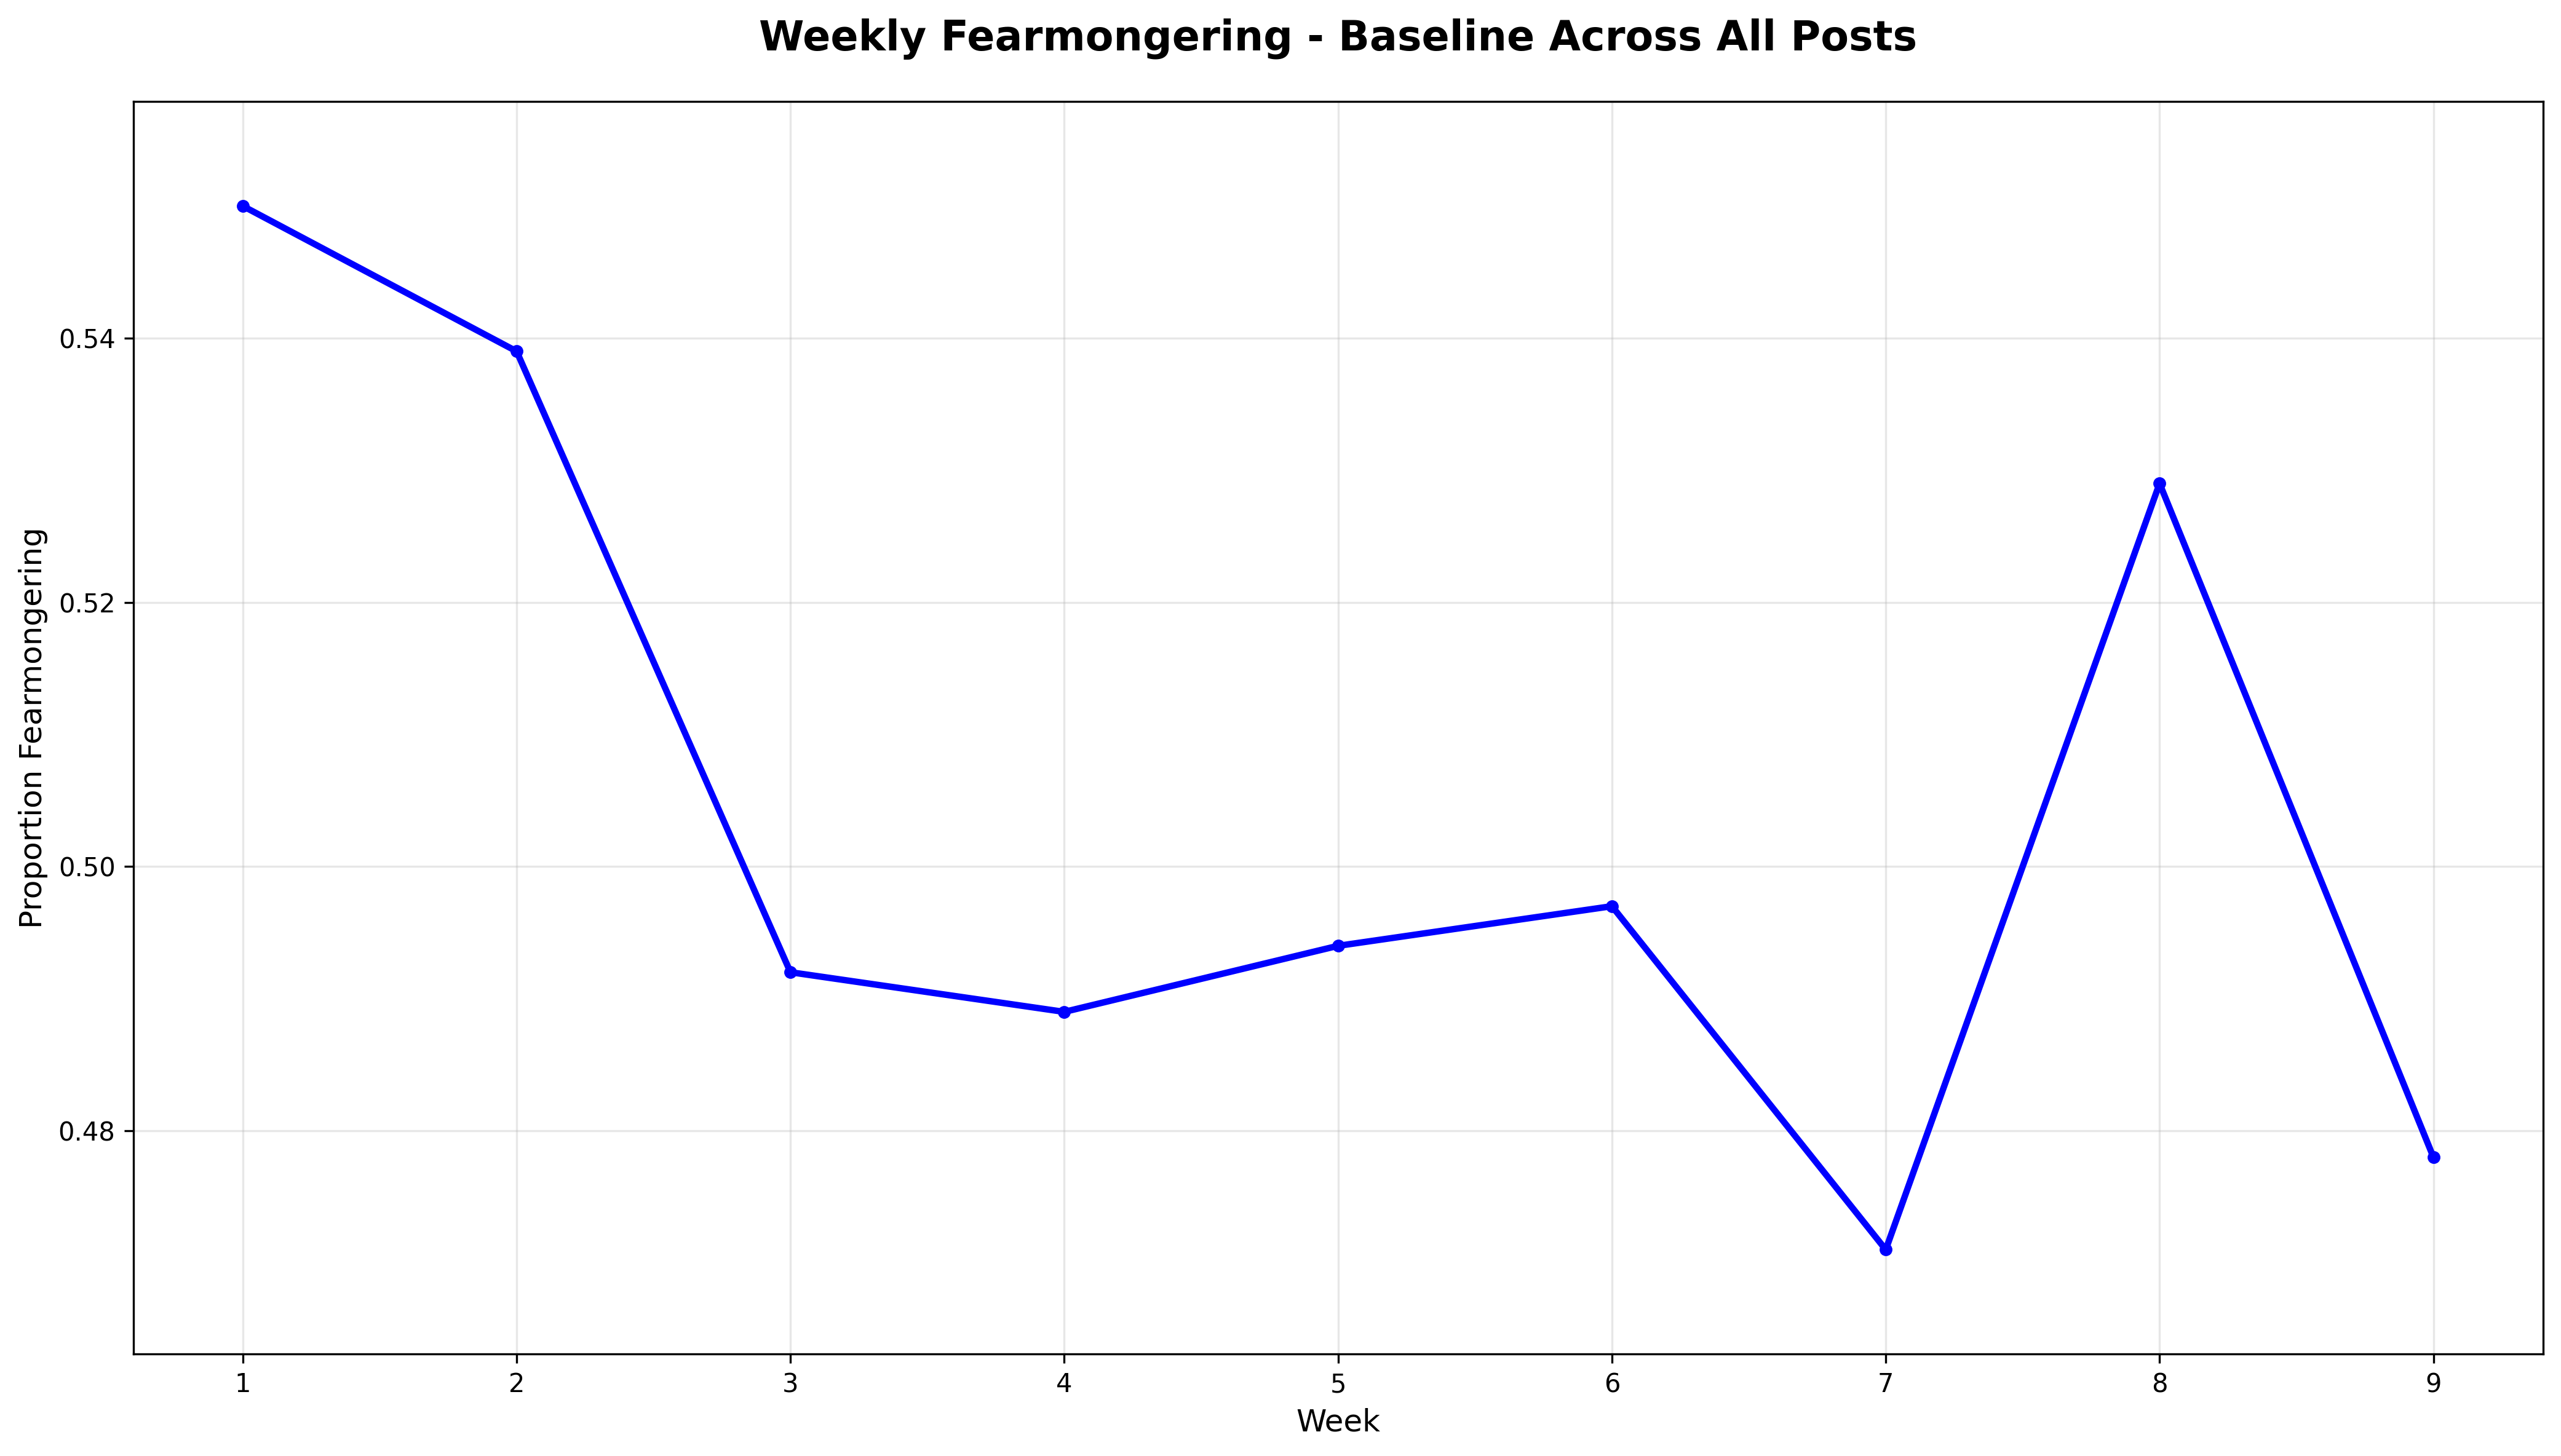 Weekly Fearmongering - Baseline Across All Posts
Proportion Fearmongering
0.54
0.52
0.50
0.48
1 2 3 4 5 6 7 8 9
Week